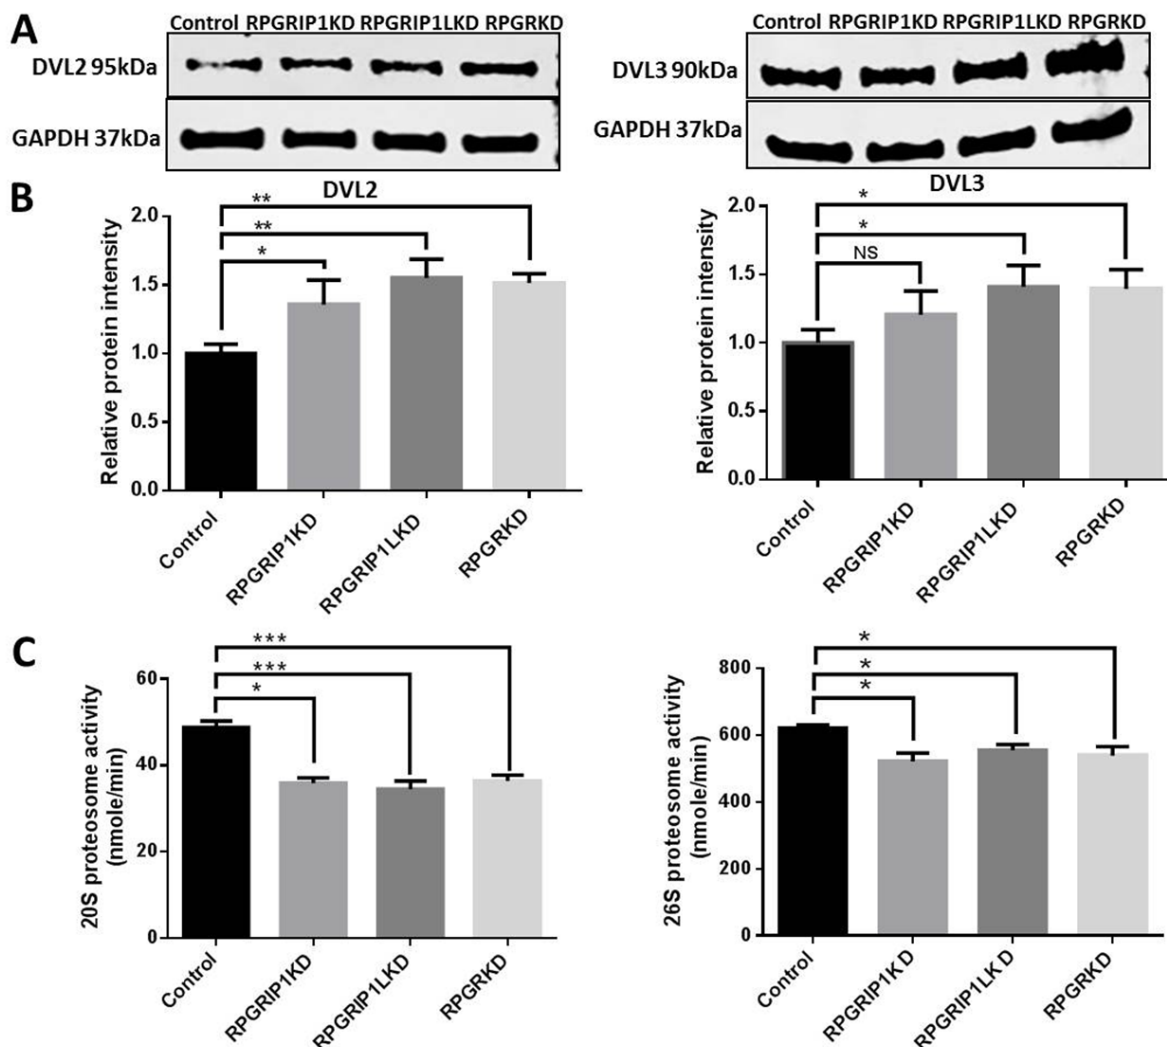 A
Control RPGRIP1KD RPGRIP1LKD RPGRKD
DVL2 95kDa
GAPDH 37kDa
Control RPGRIP1KD RPGRIP1LKD RPGRKD
DVL3 90kDa
GAPDH 37kDa
B
DVL2
**
**
*
Relative protein intensity
2.0
1.5
1.0
0.5
0.0
Control
RPGRIP1KD
RPGRIP1LKD
RPGRKD
DVL3
*
*
NS
Relative protein intensity
2.0
1.5
1.0
0.5
0.0
Control
RPGRIP1KD
RPGRIP1LKD
RPGRKD
C
***
***
*
20S proteosome activity
(nmole/min)
60
40
20
0
Control
RPGRIP1KD
RPGRIP1LKD
RPGRKD
*
*
*
26S proteosome activity
(nmole/min)
800
600
400
200
0
Control
RPGRIP1KD
RPGRIP1LKD
RPGRKD